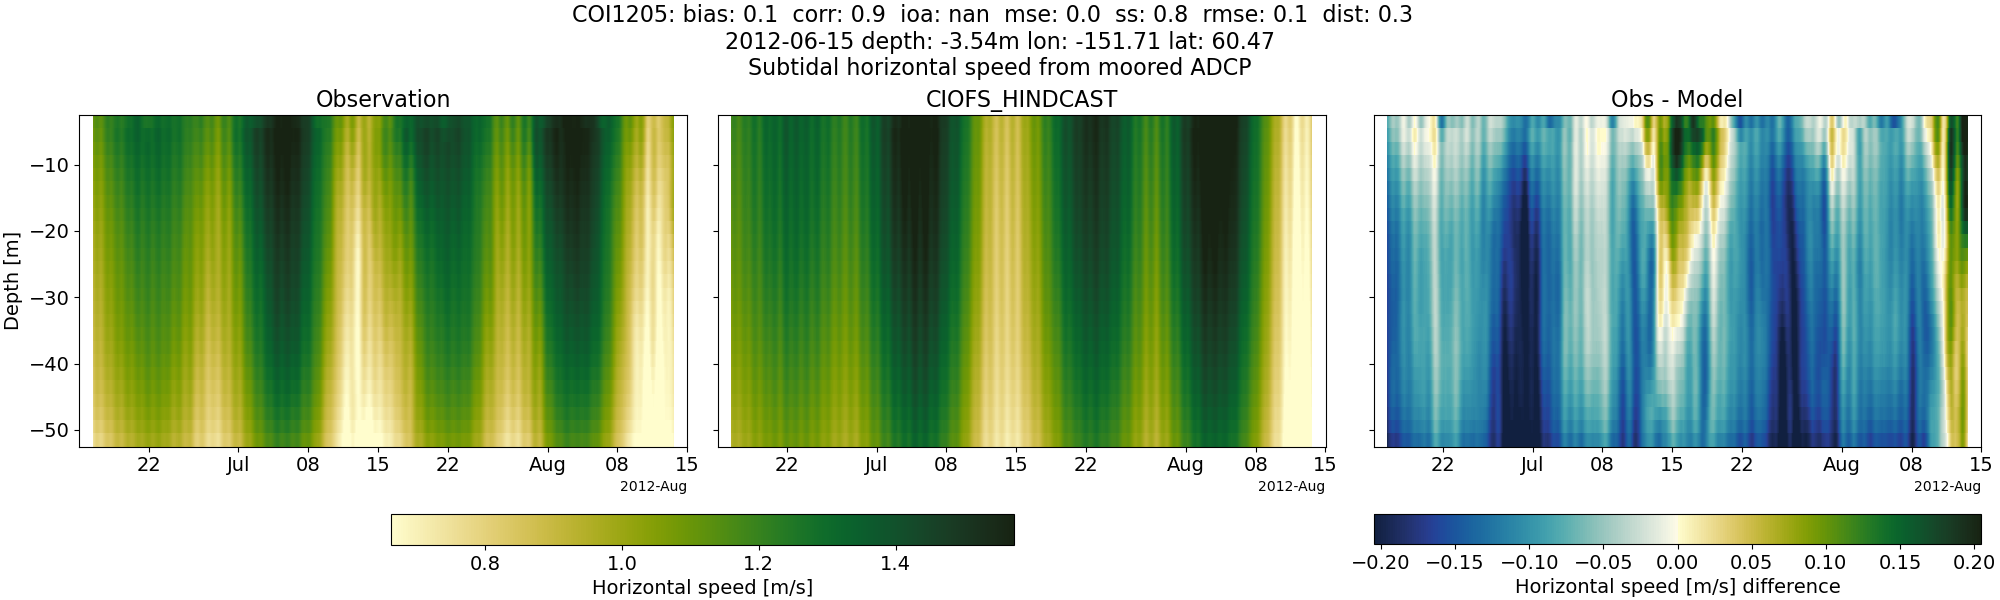 COI1205: bias: 0.1  corr: 0.9  ioa: nan  mse: 0.0  ss: 0.8  rmse: 0.1  dist: 0.3
2012-06-15 depth: -3.54m lon: -151.71 lat: 60.47
Subtidal horizontal speed from moored ADCP
Observation
CIOFS_HINDCAST
Obs - Model
Depth [m]
−10
−20
−30
−40
−50
22 Jul 08 15 22 Aug 08 15
2012-Aug
22 Jul 08 15 22 Aug 08 15
2012-Aug
22 Jul 08 15 22 Aug 08 15
2012-Aug
0.8 1.0 1.2 1.4
Horizontal speed [m/s]
−0.20 −0.15 −0.10 −0.05 0.00 0.05 0.10 0.15 0.20
Horizontal speed [m/s] difference